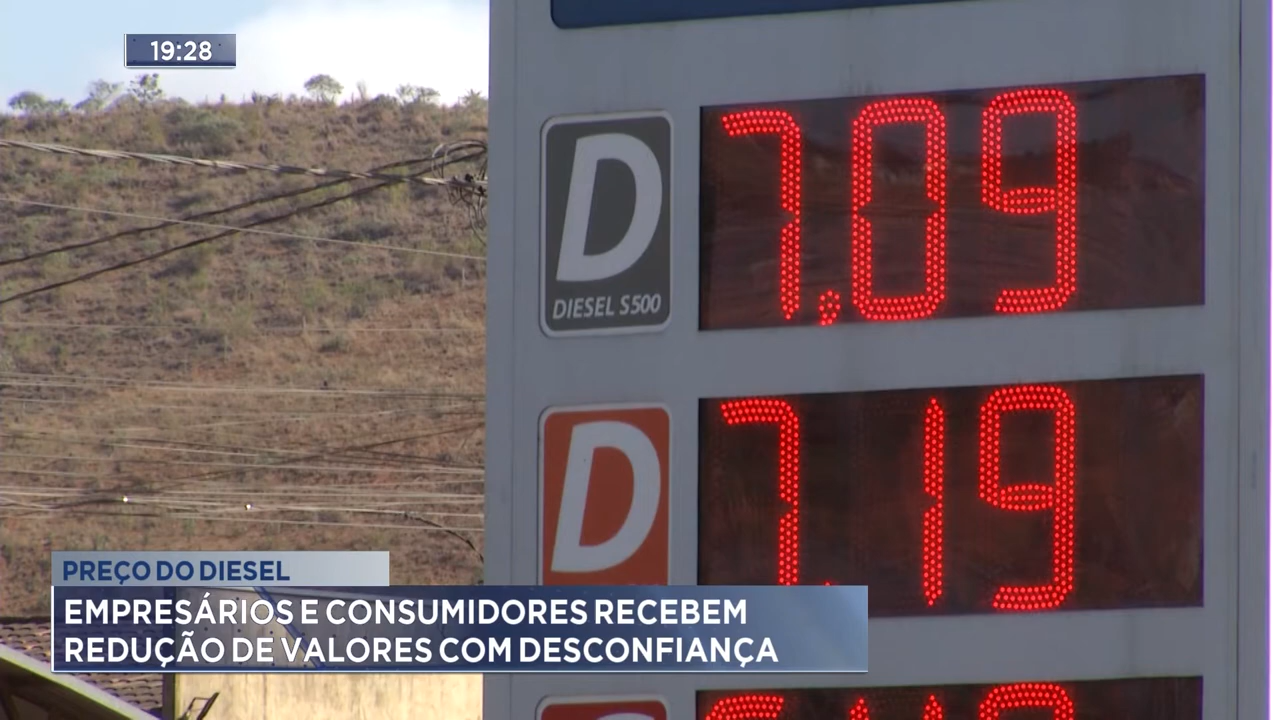 19:28
D
DIESEL S500
7.09
D
7.19
PREÇO DO DIESEL
EMPRESÁRIOS E CONSUMIDORES RECEBEM
REDUÇÃO DE VALORES COM DESCONFIANÇA